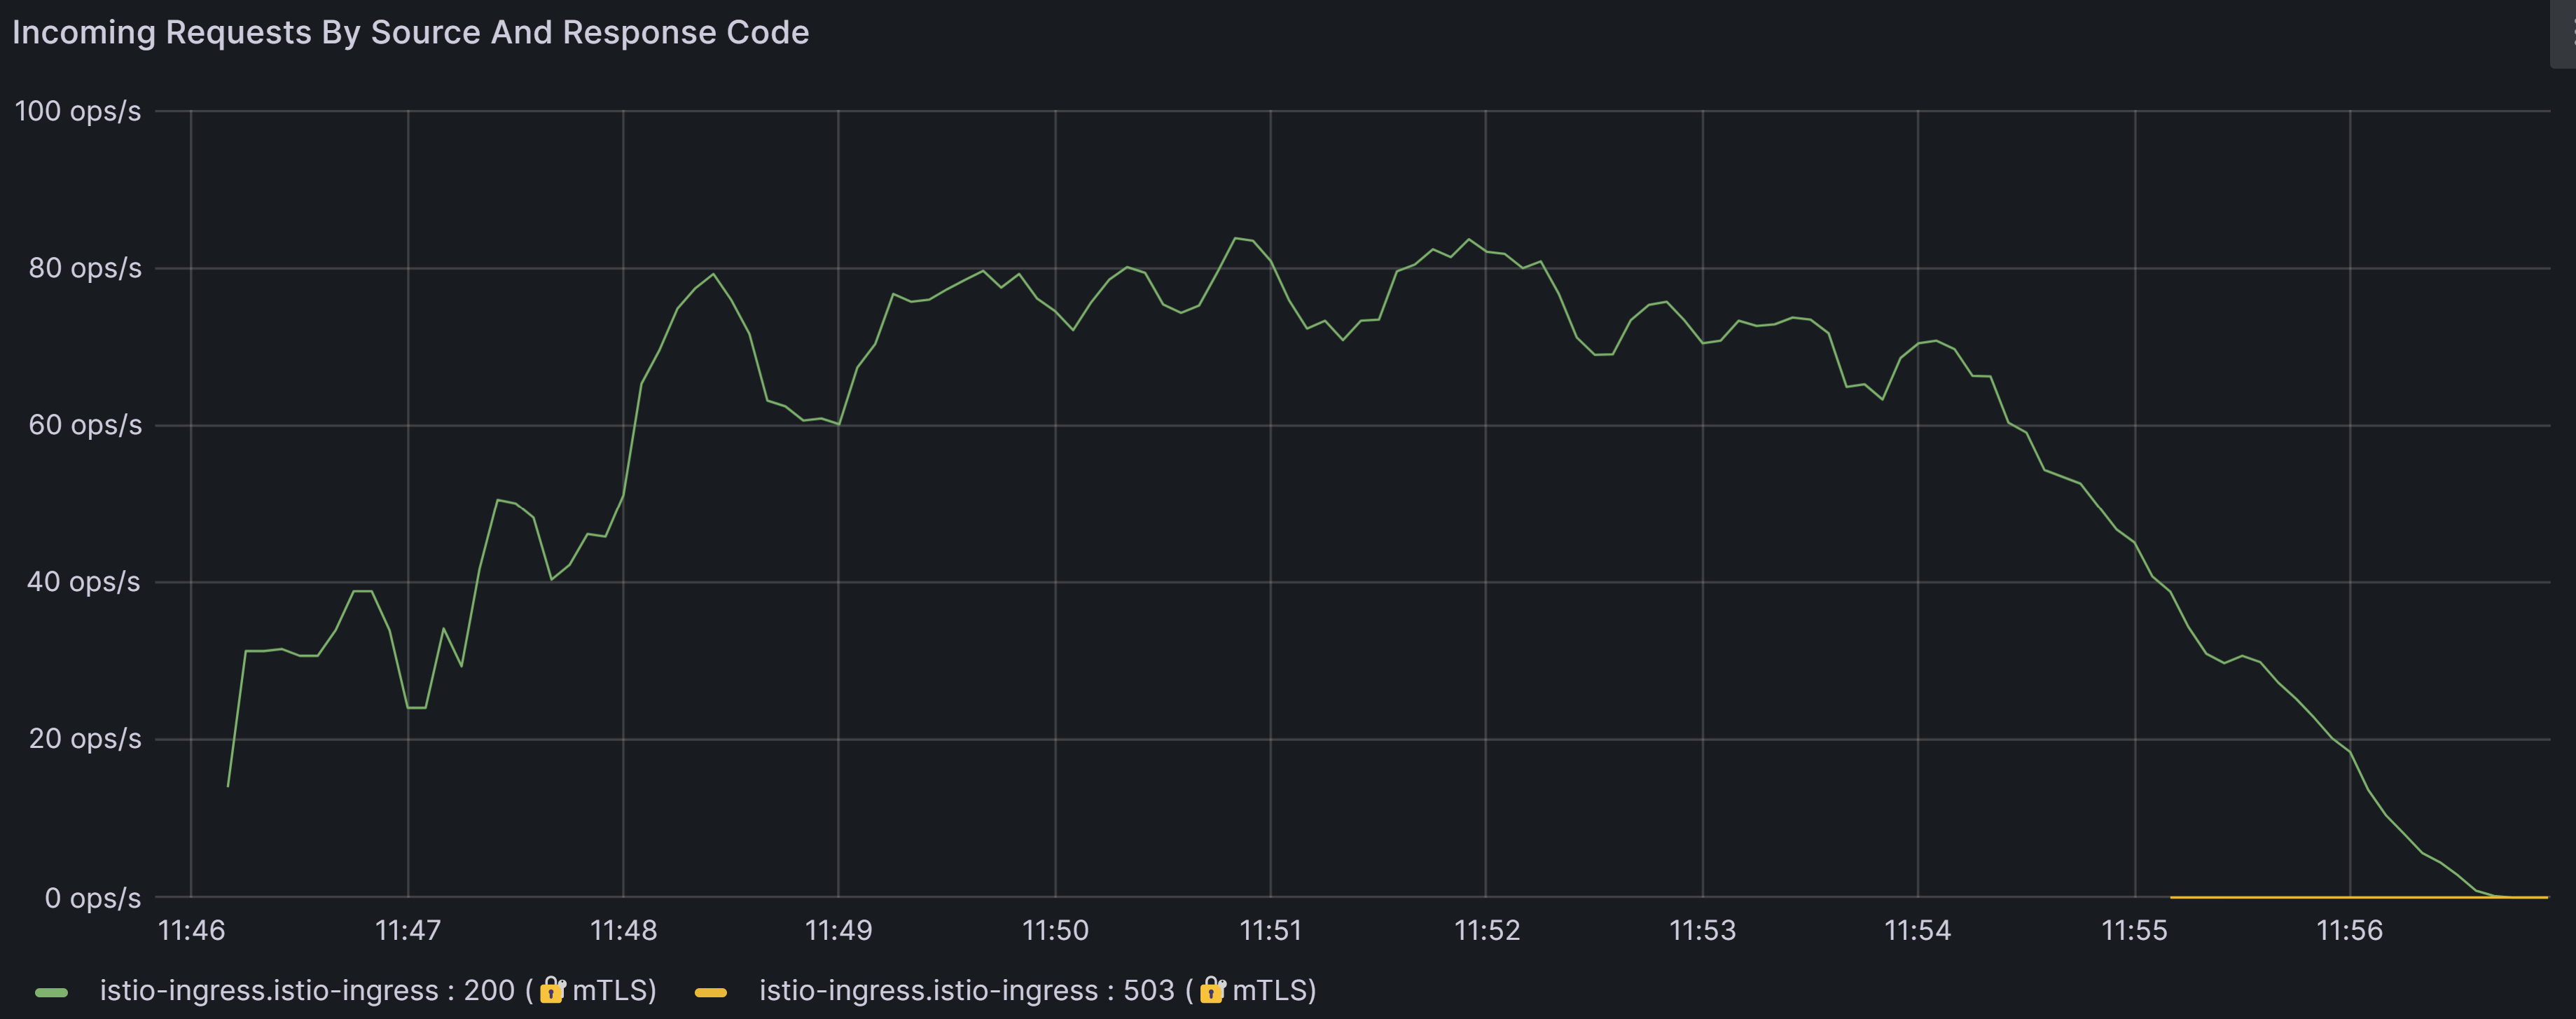 Incoming Requests By Source And Response Code
100 ops/s
80 ops/s
60 ops/s
40 ops/s
20 ops/s
0 ops/s
11:46 11:47 11:48 11:49 11:50 11:51 11:52 11:53 11:54 11:55 11:56
istio-ingress.istio-ingress : 200 (🔐mTLS) istio-ingress.istio-ingress : 503 (🔐mTLS)